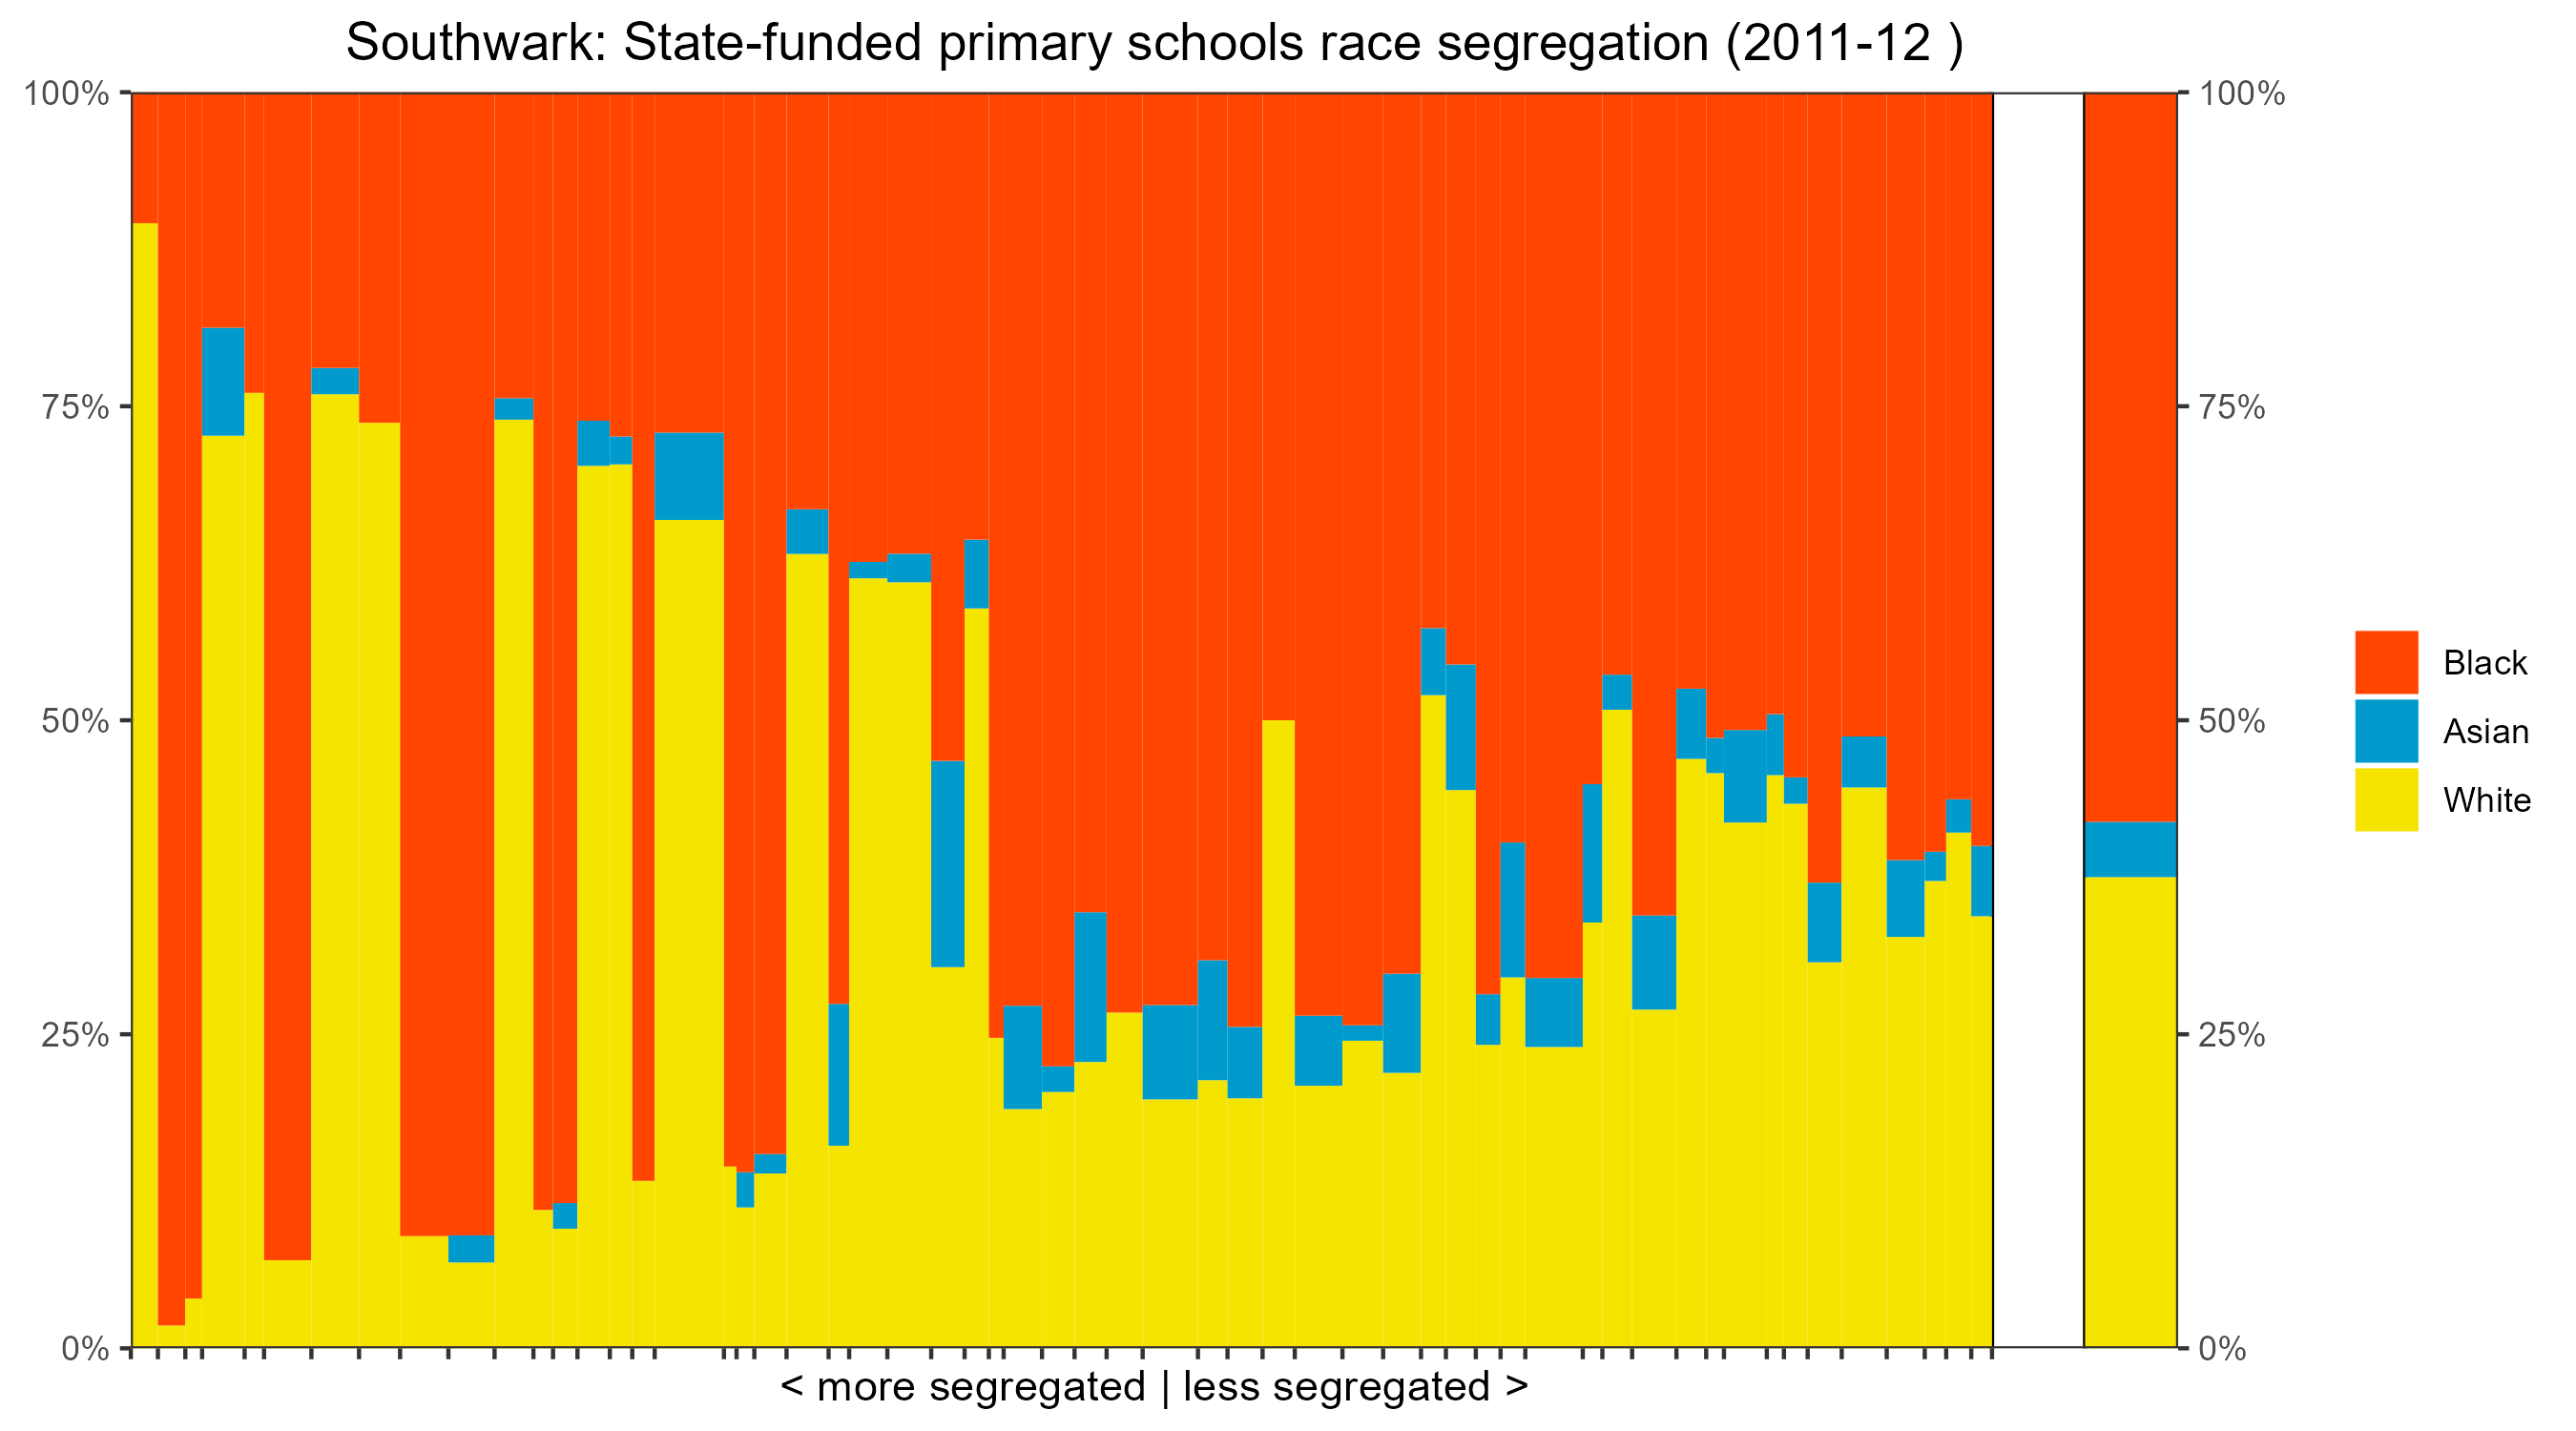 Southwark: State-funded primary schools race segregation (2011-12 )
100%
75%
50%
25%
0%
100%
75%
50%
25%
0%
Black
Asian
White
< more segregated | less segregated >